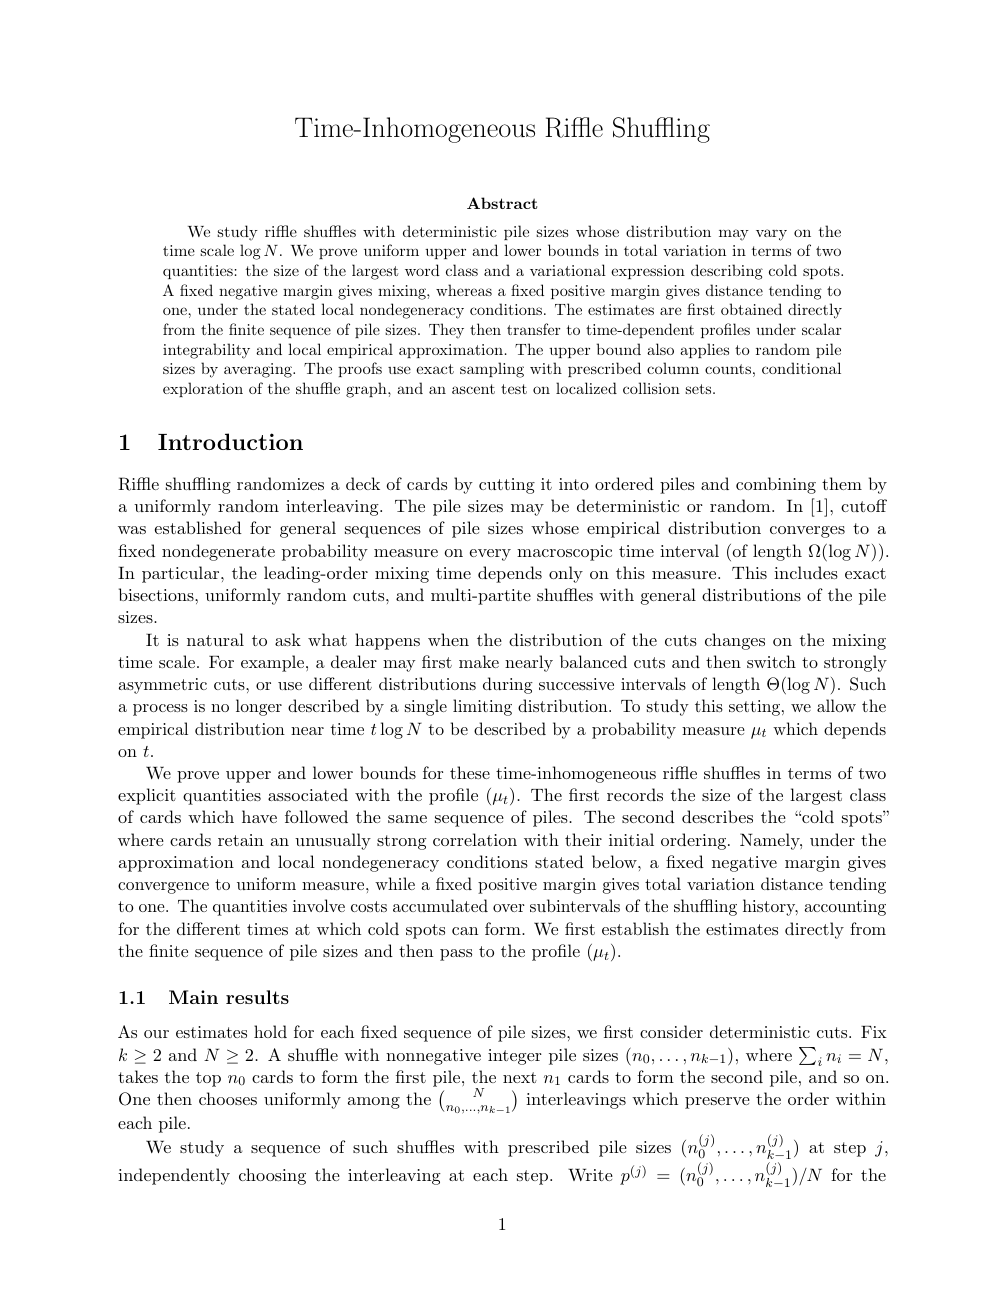 Time-Inhomogeneous Riffle Shuffling
Abstract
We study riffle shuffles with deterministic pile sizes whose distribution may vary on the
time scale log N. We prove uniform upper and lower bounds in total variation in terms of two
quantities: the size of the largest word class and a variational expression describing cold spots.
A fixed negative margin gives mixing, whereas a fixed positive margin gives distance tending to
one, under the stated local nondegeneracy conditions. The estimates are first obtained directly
from the finite sequence of pile sizes. They then transfer to time-dependent profiles under scalar
integrability and local empirical approximation. The upper bound also applies to random pile
sizes by averaging. The proofs use exact sampling with prescribed column counts, conditional
exploration of the shuffle graph, and an ascent test on localized collision sets.
1 Introduction
Riffle shuffling randomizes a deck of cards by cutting it into ordered piles and combining them by
a uniformly random interleaving. The pile sizes may be deterministic or random. In [1], cutoff
was established for general sequences of pile sizes whose empirical distribution converges to a
fixed nondegenerate probability measure on every macroscopic time interval (of length Ω(log N)).
In particular, the leading-order mixing time depends only on this measure. This includes exact
bisections, uniformly random cuts, and multi-partite shuffles with general distributions of the pile
sizes.
It is natural to ask what happens when the distribution of the cuts changes on the mixing
time scale. For example, a dealer may first make nearly balanced cuts and then switch to strongly
asymmetric cuts, or use different distributions during successive intervals of length Θ(log N). Such
a process is no longer described by a single limiting distribution. To study this setting, we allow the
empirical distribution near time t log N to be described by a probability measure μ_t which depends
on t.
We prove upper and lower bounds for these time-inhomogeneous riffle shuffles in terms of two
explicit quantities associated with the profile (μ_t). The first records the size of the largest class
of cards which have followed the same sequence of piles. The second describes the “cold spots”
where cards retain an unusually strong correlation with their initial ordering. Namely, under the
approximation and local nondegeneracy conditions stated below, a fixed negative margin gives
convergence to uniform measure, while a fixed positive margin gives total variation distance tending
to one. The quantities involve costs accumulated over subintervals of the shuffling history, accounting
for the different times at which cold spots can form. We first establish the estimates directly from
the finite sequence of pile sizes and then pass to the profile (μ_t).
1.1 Main results
As our estimates hold for each fixed sequence of pile sizes, we first consider deterministic cuts. Fix
k ≥ 2 and N ≥ 2. A shuffle with nonnegative integer pile sizes (n_0, . . . , n_{k−1}), where ∑_i n_i = N,
takes the top n_0 cards to form the first pile, the next n_1 cards to form the second pile, and so on.
One then chooses uniformly among the \binom{N}{n_0,...,n_{k−1}} interleavings which preserve the order within
each pile.
We study a sequence of such shuffles with prescribed pile sizes (n_0^{(j)}, . . . , n_{k−1}^{(j)}) at step j,
independently choosing the interleaving at each step. Write p^{(j)} = (n_0^{(j)}, . . . , n_{k−1}^{(j)})/N for the
1